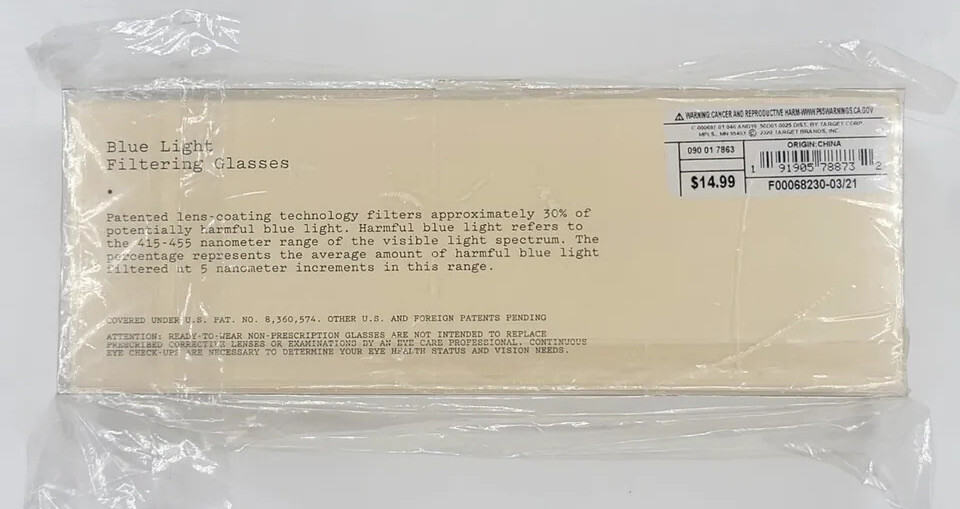 Blue Light
Filtering Glasses
Patented lens-coating technology filters approximately 30% of
potentially harmful blue light. Harmful blue light refers to
the 415-455 nanometer range of the visible light spectrum. The
percentage represents the average amount of harmful blue light
filtered at 5 nanometer increments in this range.
COVERED UNDER U.S. PAT. NO. 8,360,574. OTHER U.S. AND FOREIGN PATENTS PENDING
ATTENTION: READY-TO-WEAR NON-PRESCRIPTION GLASSES ARE NOT INTENDED TO REPLACE
PRESCRIBED CORRECTIVE LENSES OR EXAMINATIONS BY AN EYE CARE PROFESSIONAL. CONTINUOUS
EYE CHECK-UPS ARE NECESSARY TO DETERMINE YOUR EYE HEALTH STATUS AND VISION NEEDS.
⚠ WARNING: CANCER AND REPRODUCTIVE HARM-WWW.P65WARNINGS.CA.GOV
DIST. BY TARGET CORP.
MPLS., MN © 2020 TARGET BRANDS, INC.
090 01 7863
$14.99
ORIGIN: CHINA
1 91905 78873 2
F00068230-03/21